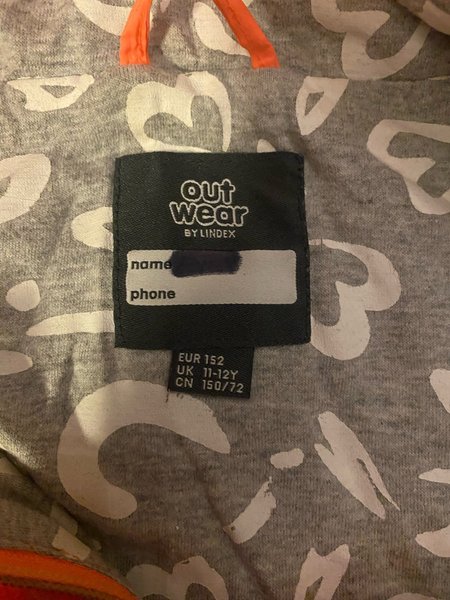 out
wear
BY LINDEX
name
phone
EUR 152
UK 11-12Y
CN 150/72